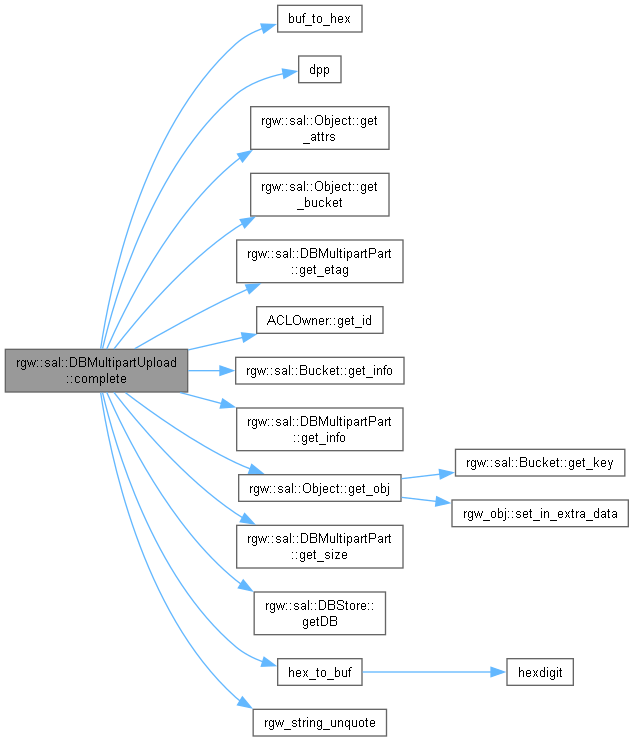 buf_to_hex
dpp
rgw::sal::Object::get
_attrs
rgw::sal::Object::get
_bucket
rgw::sal::DBMultipartPart
::get_etag
ACLOwner::get_id
rgw::sal::DBMultipartUpload
::complete
rgw::sal::Bucket::get_info
rgw::sal::DBMultipartPart
::get_info
rgw::sal::Object::get_obj
rgw::sal::Bucket::get_key
rgw_obj::set_in_extra_data
rgw::sal::DBMultipartPart
::get_size
rgw::sal::DBStore::
getDB
hex_to_buf
hexdigit
rgw_string_unquote